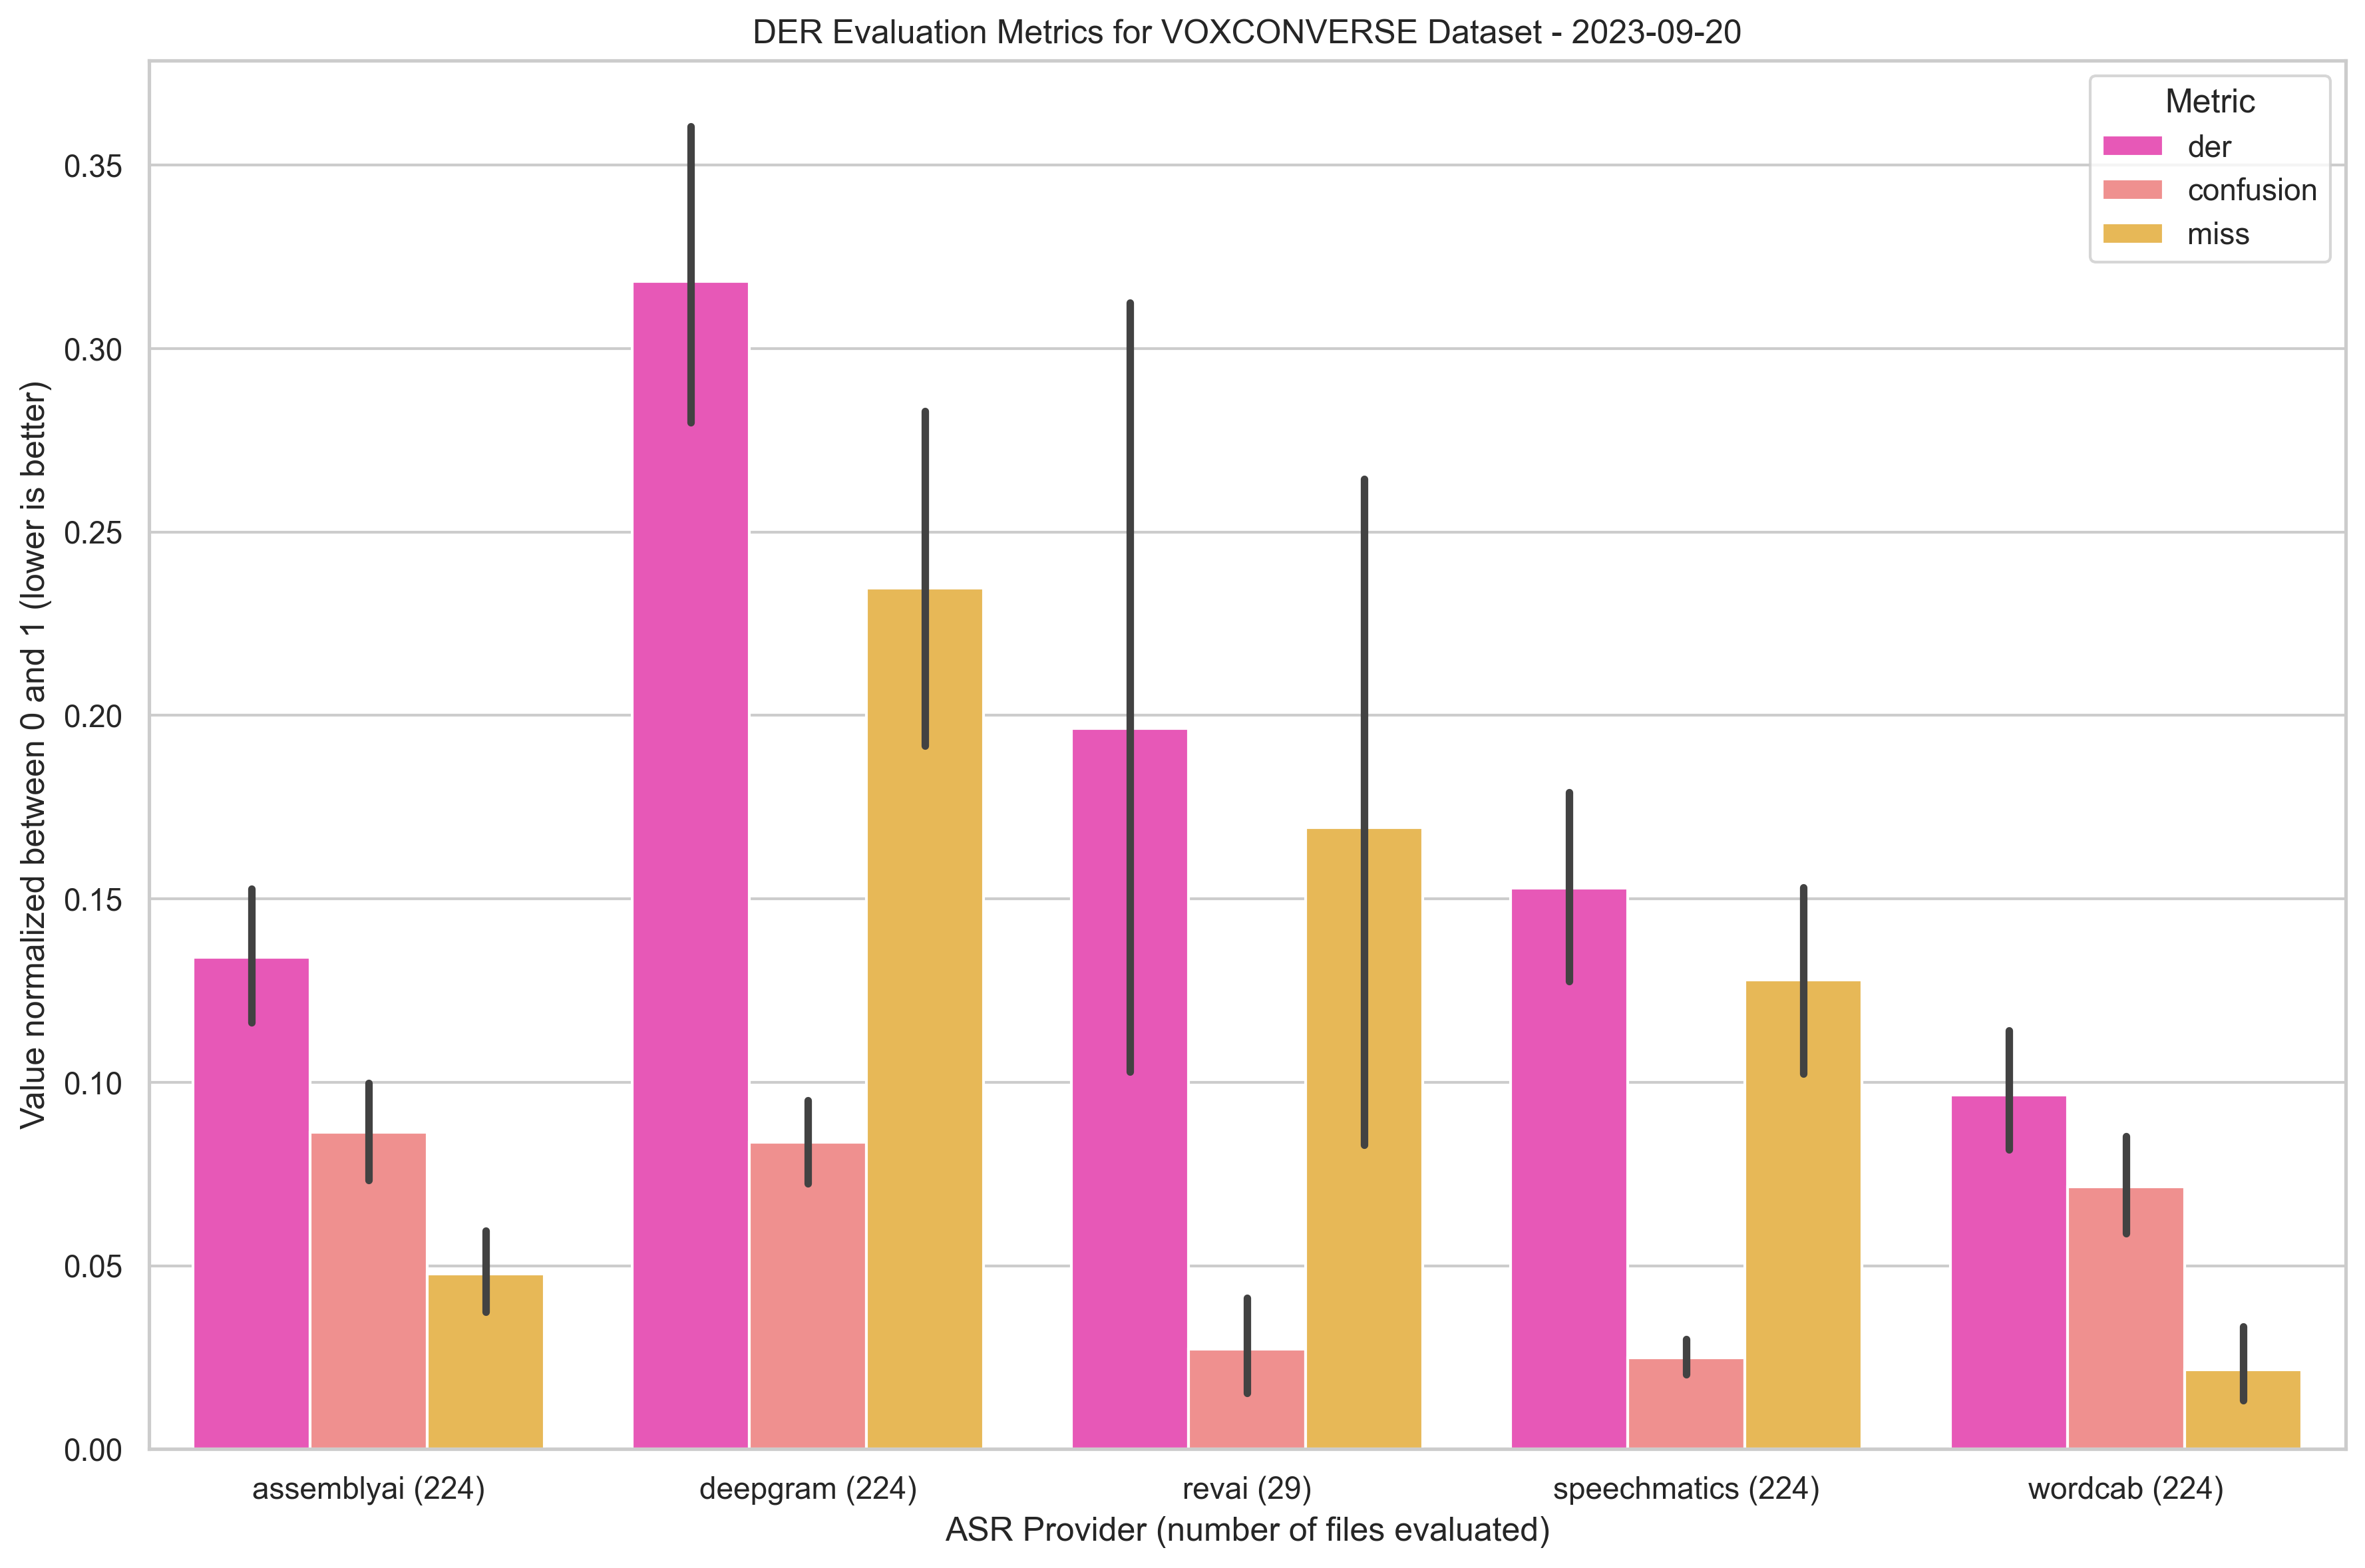 DER Evaluation Metrics for VOXCONVERSE Dataset - 2023-09-20
Metric
der
confusion
miss
Value normalized between 0 and 1 (lower is better)
0.35
0.30
0.25
0.20
0.15
0.10
0.05
0.00
assemblyai (224)
deepgram (224)
revai (29)
speechmatics (224)
wordcab (224)
ASR Provider (number of files evaluated)